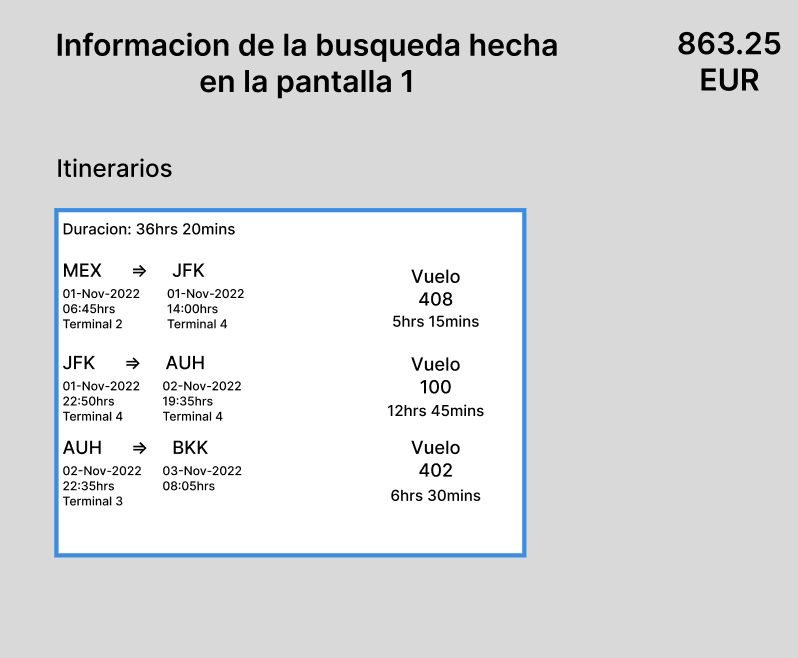 Informacion de la busqueda hecha
en la pantalla 1
863.25
EUR
Itinerarios
Duracion: 36hrs 20mins
MEX ⇒ JFK
01-Nov-2022 01-Nov-2022
06:45hrs 14:00hrs
Terminal 2 Terminal 4
Vuelo
408
5hrs 15mins
JFK ⇒ AUH
01-Nov-2022 02-Nov-2022
22:50hrs 19:35hrs
Terminal 4 Terminal 4
Vuelo
100
12hrs 45mins
AUH ⇒ BKK
02-Nov-2022 03-Nov-2022
22:35hrs 08:05hrs
Terminal 3
Vuelo
402
6hrs 30mins